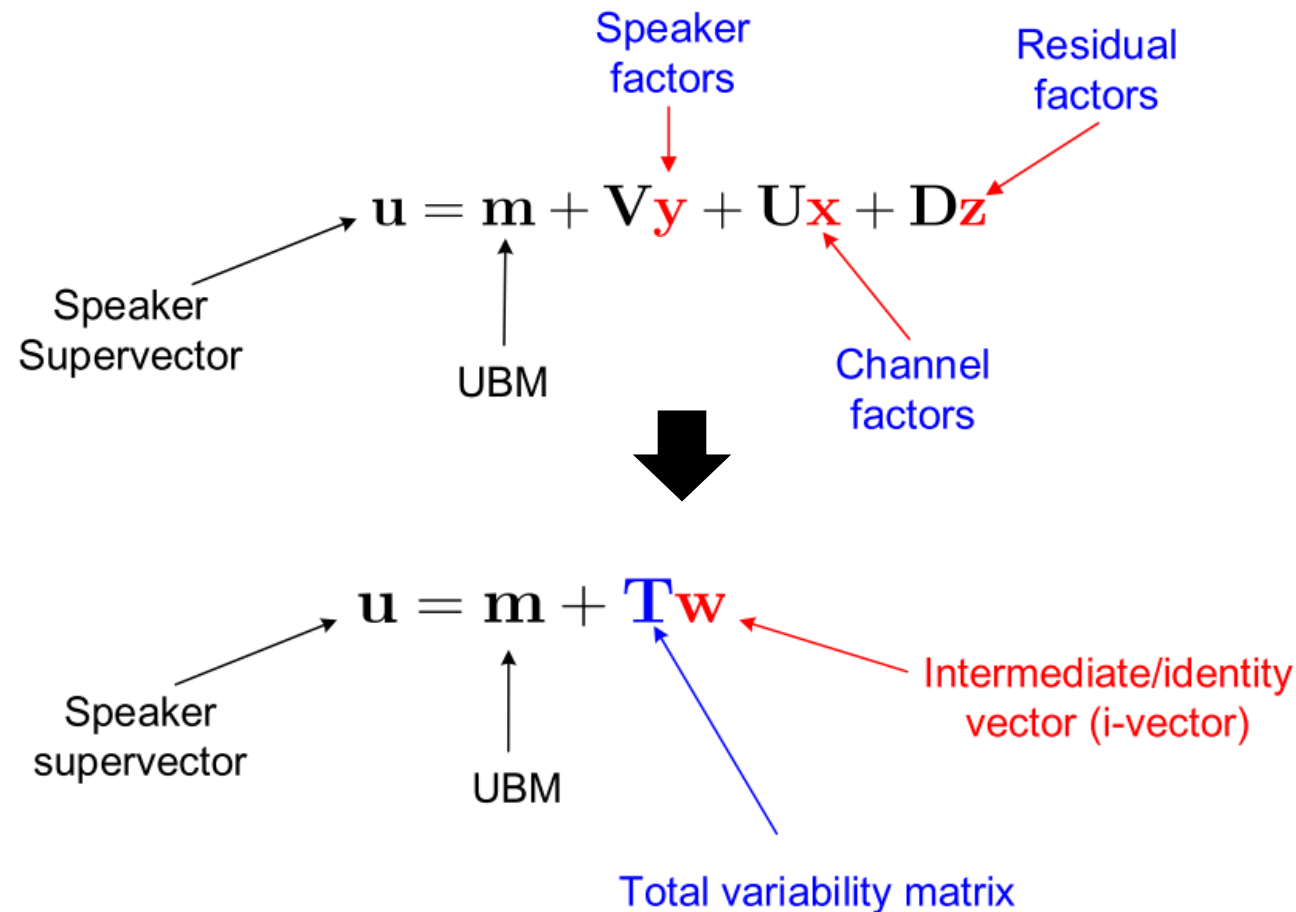 Speaker
factors
Residual
factors
u = m + Vy + Ux + Dz
Speaker
Supervector
UBM
Channel
factors
u = m + Tw
Speaker
supervector
UBM
Intermediate/identity
vector (i-vector)
Total variability matrix